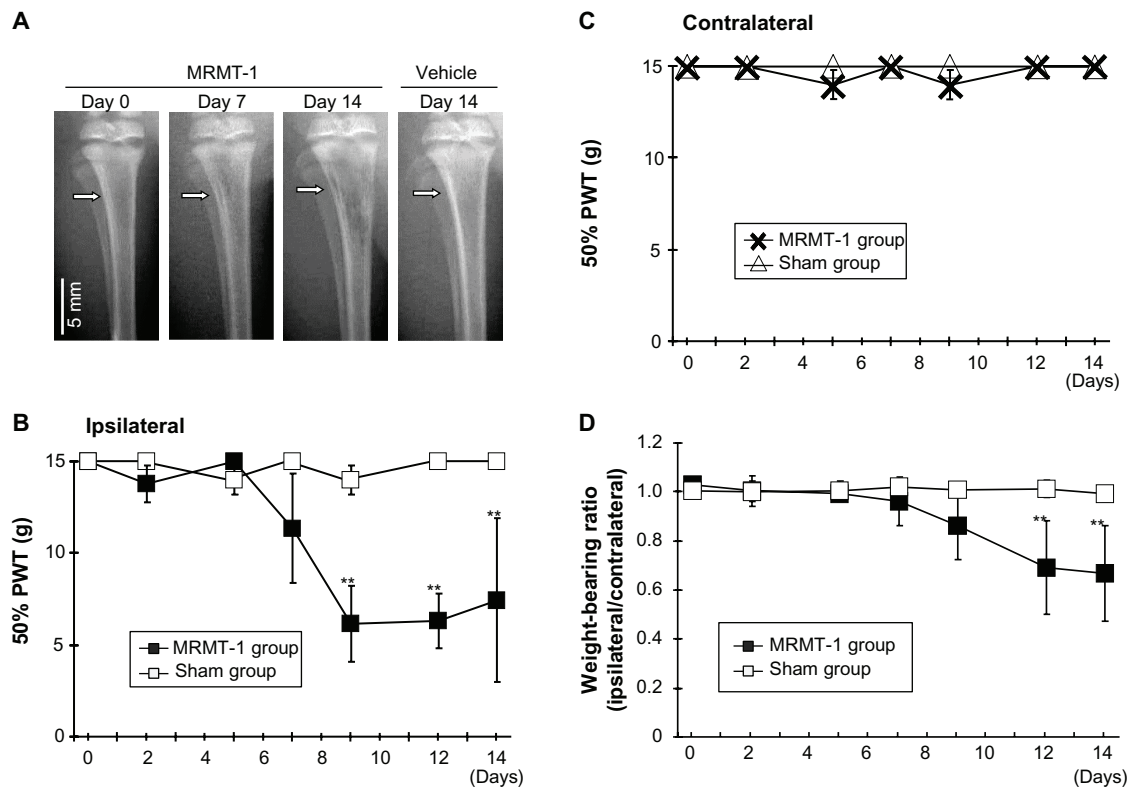 A
MRMT-1 Vehicle
Day 0 Day 7 Day 14 Day 14
5 mm
B Ipsilateral
50% PWT (g)
15
10
5
0
**
** **
MRMT-1 group
Sham group
0 2 4 6 8 10 12 14
(Days)
C Contralateral
50% PWT (g)
15
15
5
0
MRMT-1 group
Sham group
0 2 4 6 8 10 12 14
(Days)
D
Weight-bearing ratio
(ipsilateral/contralateral)
1.2
1.0
0.8
0.6
0.4
0.2
0
** **
MRMT-1 group
Sham group
0 2 4 6 8 10 12 14
(Days)